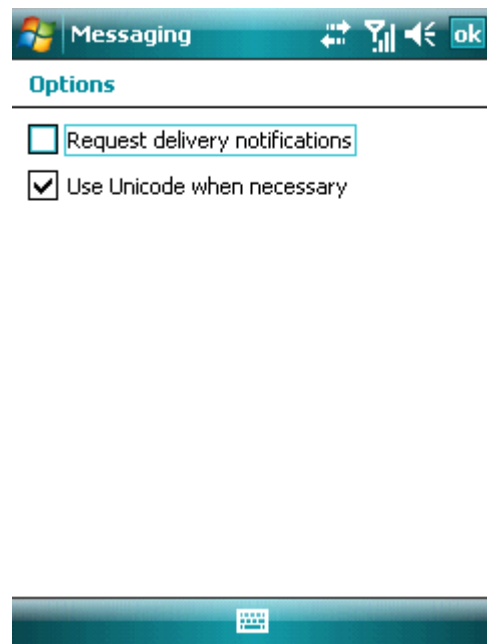 Messaging ok
Options
Request delivery notifications
Use Unicode when necessary